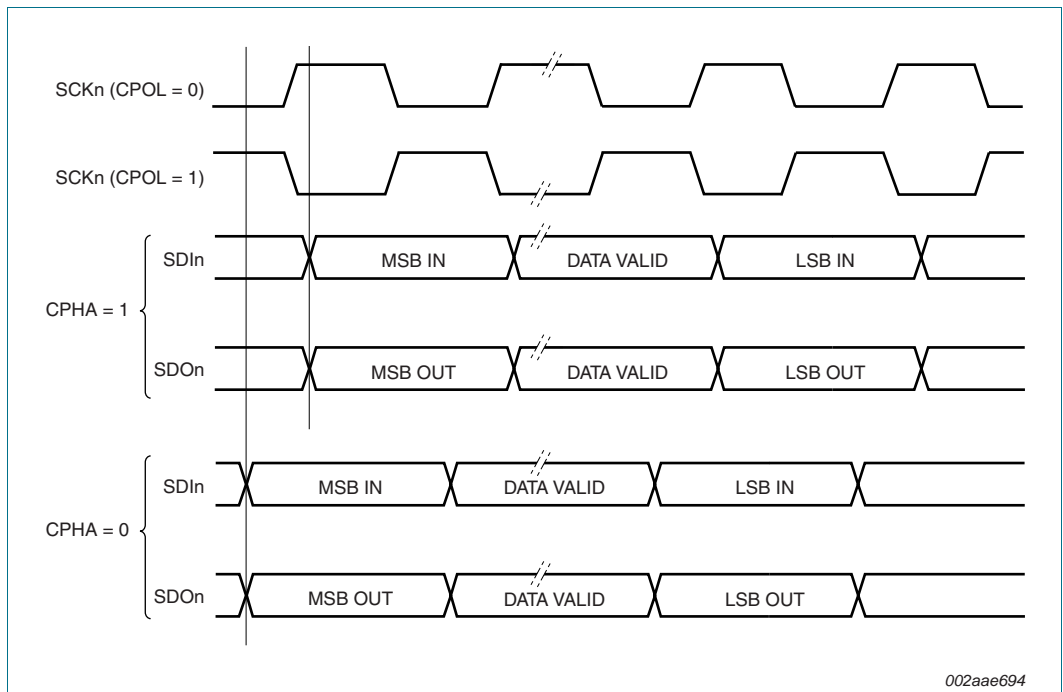 SCKn (CPOL = 0)
SCKn (CPOL = 1)
SDIn
MSB IN
DATA VALID
LSB IN
CPHA = 1
SDOn
MSB OUT
DATA VALID
LSB OUT
SDIn
MSB IN
DATA VALID
LSB IN
CPHA = 0
SDOn
MSB OUT
DATA VALID
LSB OUT
002aae694